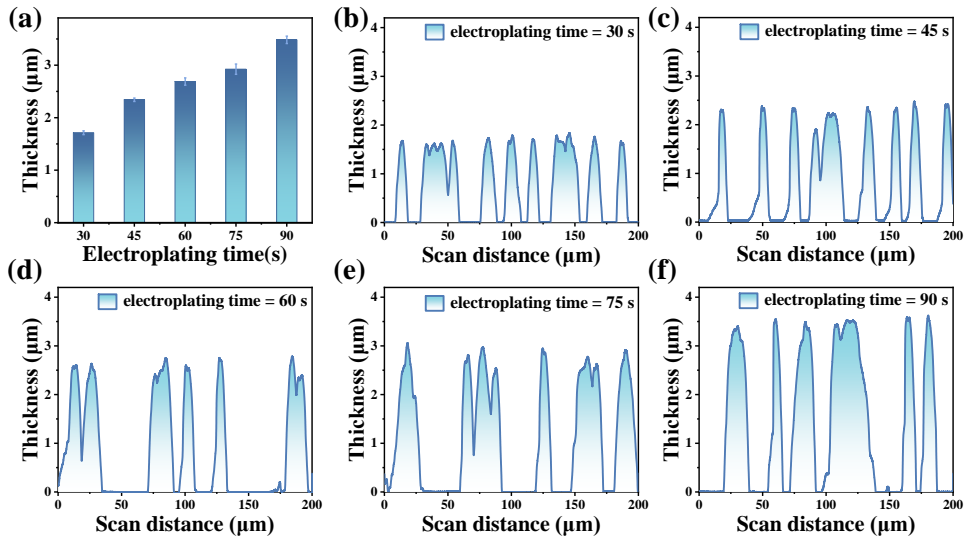 (a)
Thickness (μm)
4
3
2
1
0
30 45 60 75 90
Electroplating time(s)
(b)
electroplating time = 30 s
Thickness (μm)
4
3
2
1
0
0 50 100 150 200
Scan distance (μm)
(c)
electroplating time = 45 s
Thickness (μm)
4
3
2
1
0
0 50 100 150 200
Scan distance (μm)
(d)
electroplating time = 60 s
Thickness (μm)
4
3
2
1
0
0 50 100 150 200
Scan distance (μm)
(e)
electroplating time = 75 s
Thickness (μm)
4
3
2
1
0
0 50 100 150 200
Scan distance (μm)
(f)
electroplating time = 90 s
Thickness (μm)
4
3
2
1
0
0 50 100 150 200
Scan distance (μm)